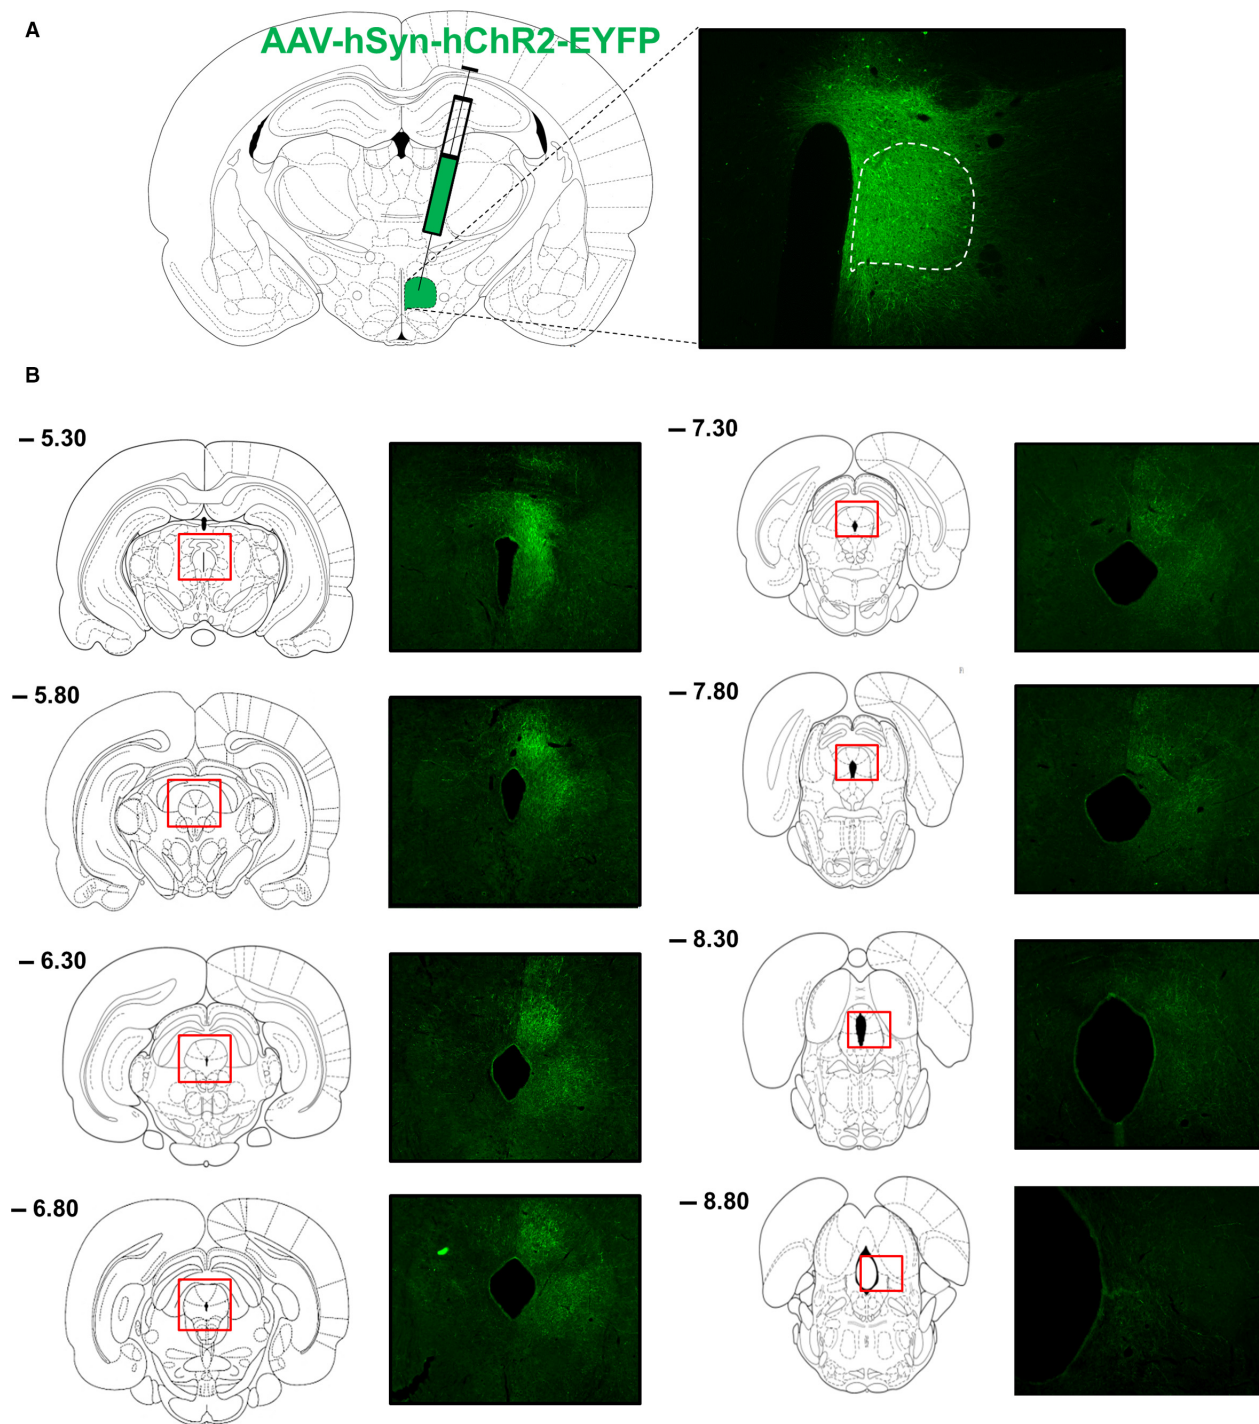 A
AAV-hSyn-hChR2-EYFP
B
– 5.30
– 7.30
– 5.80
– 7.80
– 6.30
– 8.30
– 6.80
– 8.80